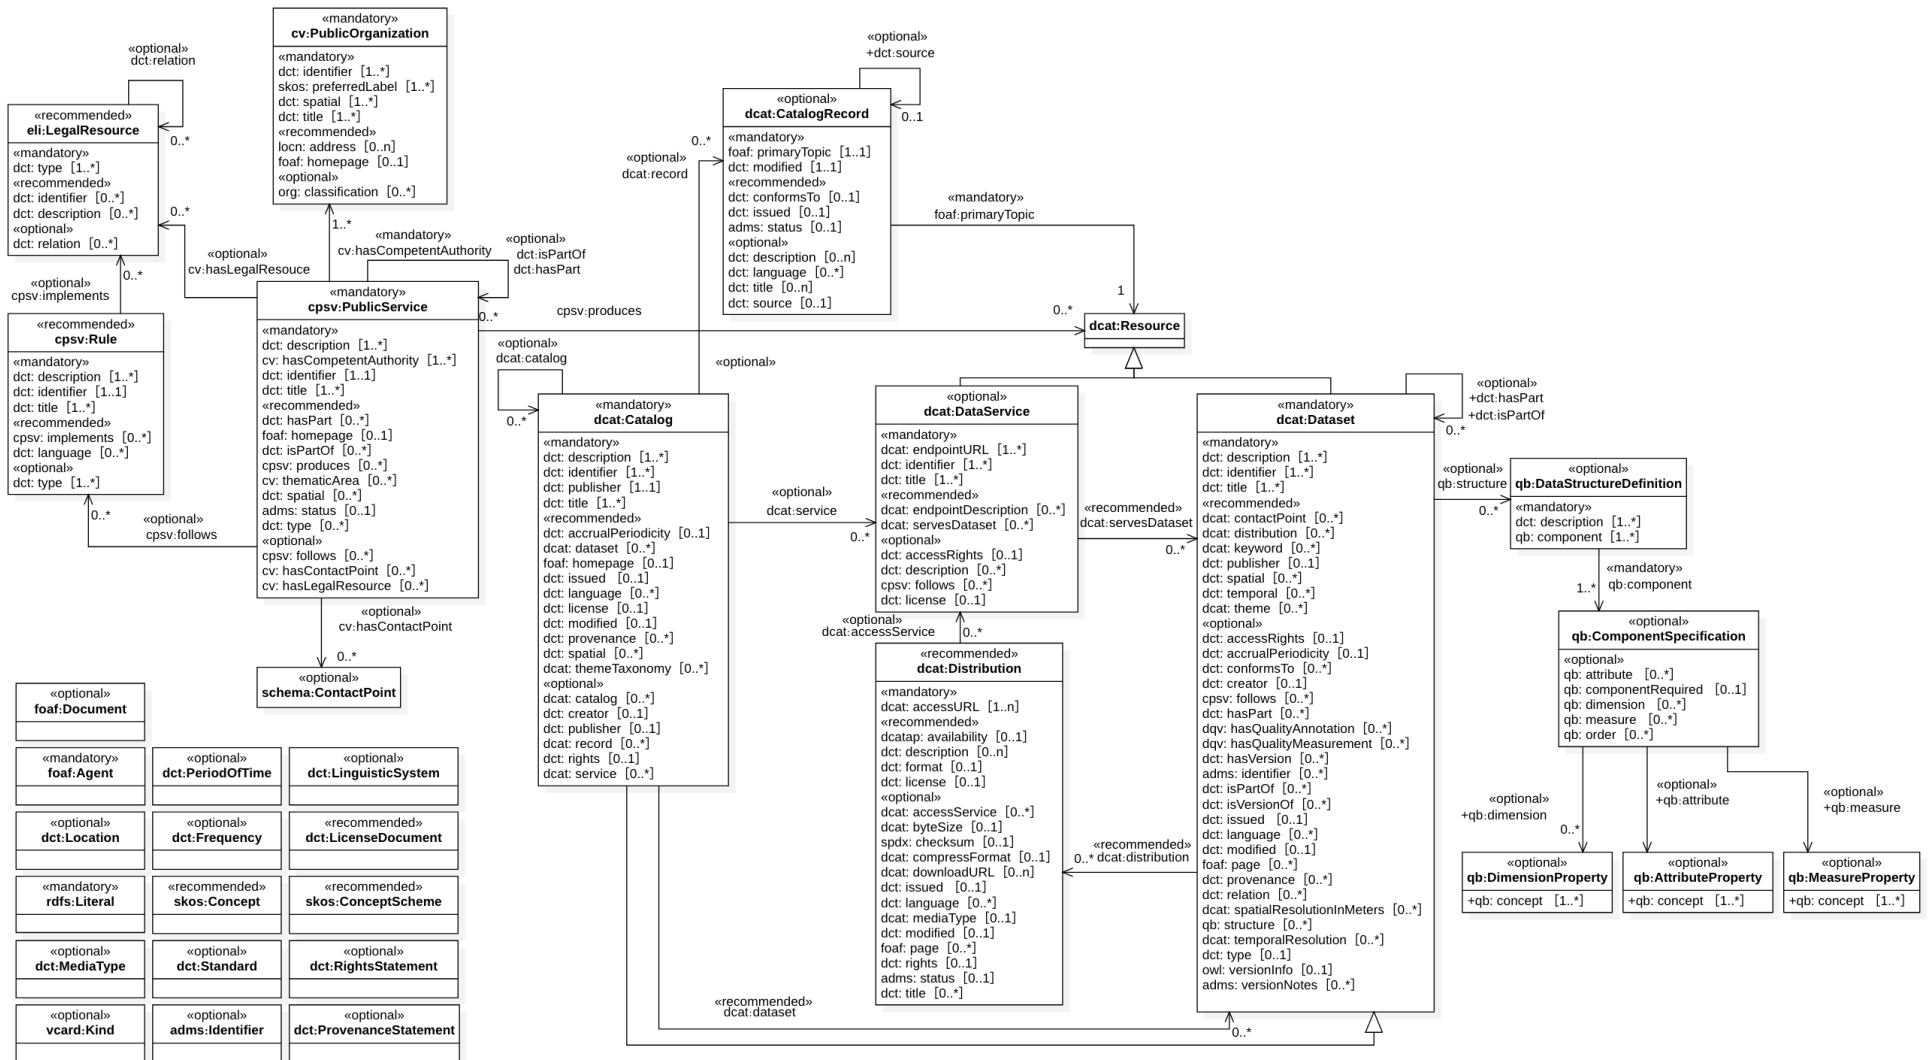 «mandatory»
cv:PublicOrganization
«mandatory»
dct: identifier [1..*]
skos: preferredLabel [1..*]
dct: spatial [1..*]
dct: title [1..*]
«recommended»
locn: address [0..n]
foaf: homepage [0..1]
«optional»
org: classification [0..*]
«optional»
dct:relation
0..*
«recommended»
eli:LegalResource
«mandatory»
dct: type [1..*]
«recommended»
dct: identifier [0..*]
dct: description [0..*]
«optional»
dct: relation [0..*]
0..*
«optional»
cv:hasLegalResouce
1..*
«mandatory»
cv:hasCompetentAuthority
«optional»
dct:isPartOf
dct:hasPart
0..*
«optional»
cpsv:implements
0..*
«recommended»
cpsv:Rule
«mandatory»
dct: description [1..*]
dct: identifier [1..1]
dct: title [1..*]
«recommended»
cpsv: implements [0..*]
dct: language [0..*]
«optional»
dct: type [1..*]
0..*
«optional»
cpsv:follows
«mandatory»
cpsv:PublicService
«mandatory»
dct: description [1..*]
cv: hasCompetentAuthority [1..*]
dct: identifier [1..1]
dct: title [1..*]
«recommended»
dct: hasPart [0..*]
foaf: homepage [0..1]
dct: isPartOf [0..*]
cpsv: produces [0..*]
cv: thematicArea [0..*]
dct: spatial [0..*]
adms: status [0..1]
dct: type [0..*]
«optional»
cpsv: follows [0..*]
cv: hasContactPoint [0..*]
cv: hasLegalResource [0..*]
«optional»
cv:hasContactPoint
0..*
«optional»
schema:ContactPoint
cpsv:produces
0..*
«optional»
+dct:source
0..1
«optional»
dcat:CatalogRecord
«mandatory»
foaf: primaryTopic [1..1]
dct: modified [1..1]
«recommended»
dct: conformsTo [0..1]
dct: issued [0..1]
adms: status [0..1]
«optional»
dct: description [0..n]
dct: language [0..*]
dct: title [0..n]
dct: source [0..1]
0..*
«optional»
dcat:record
«optional»
«mandatory»
foaf:primaryTopic
1
dcat:Resource
«optional»
dcat:catalog
0..*
«mandatory»
dcat:Catalog
«mandatory»
dct: description [1..*]
dct: identifier [1..*]
dct: publisher [1..1]
dct: title [1..*]
«recommended»
dct: accrualPeriodicity [0..1]
dcat: dataset [0..*]
foaf: homepage [0..1]
dct: issued [0..1]
dct: language [0..*]
dct: license [0..1]
dct: modified [0..1]
dct: provenance [0..*]
dct: spatial [0..*]
dcat: themeTaxonomy [0..*]
«optional»
dcat: catalog [0..*]
dct: creator [0..1]
dct: publisher [0..1]
dcat: record [0..*]
dct: rights [0..1]
dcat: service [0..*]
«optional»
dcat:service
0..*
«optional»
dcat:DataService
«mandatory»
dcat: endpointURL [1..*]
dct: identifier [1..*]
dct: title [1..*]
«recommended»
dcat: endpointDescription [0..*]
dcat: servesDataset [0..*]
«optional»
dct: accessRights [0..1]
dct: description [0..*]
cpsv: follows [0..*]
dct: license [0..1]
«recommended»
dcat:servesDataset
0..*
«optional»
dcat:accessService
0..*
«recommended»
dcat:Distribution
«mandatory»
dcat: accessURL [1..n]
«recommended»
dcatap: availability [0..1]
dct: description [0..n]
dct: format [0..1]
dct: license [0..1]
«optional»
dcat: accessService [0..*]
dcat: byteSize [0..1]
spdx: checksum [0..1]
dcat: compressFormat [0..1]
dcat: downloadURL [0..n]
dct: issued [0..1]
dct: language [0..*]
dcat: mediaType [0..1]
dct: modified [0..1]
foaf: page [0..*]
dct: rights [0..1]
adms: status [0..1]
dct: title [0..*]
«recommended»
0..* dcat:distribution
«mandatory»
dcat:Dataset
«mandatory»
dct: description [1..*]
dct: identifier [1..*]
dct: title [1..*]
«recommended»
dcat: contactPoint [0..*]
dcat: distribution [0..*]
dcat: keyword [0..*]
dct: publisher [0..1]
dct: spatial [0..*]
dct: temporal [0..*]
dcat: theme [0..*]
«optional»
dct: accessRights [0..1]
dct: accrualPeriodicity [0..1]
dct: conformsTo [0..*]
dct: creator [0..1]
cpsv: follows [0..*]
dct: hasPart [0..*]
dqv: hasQualityAnnotation [0..*]
dqv: hasQualityMeasurement [0..*]
dct: hasVersion [0..*]
adms: identifier [0..*]
dct: isPartOf [0..*]
dct: isVersionOf [0..*]
dct: issued [0..1]
dct: language [0..*]
dct: modified [0..1]
foaf: page [0..*]
dct: provenance [0..*]
dct: relation [0..*]
dcat: spatialResolutionInMeters [0..*]
qb: structure [0..*]
dcat: temporalResolution [0..*]
dct: type [0..1]
owl: versionInfo [0..1]
adms: versionNotes [0..*]
«optional»
+dct:hasPart
+dct:isPartOf
0..*
«optional»
qb:structure
0..*
«optional»
qb:DataStructureDefinition
«mandatory»
dct: description [1..*]
qb: component [1..*]
«mandatory»
qb:component
1..*
«optional»
qb:ComponentSpecification
«optional»
qb: attribute [0..*]
qb: componentRequired [0..1]
qb: dimension [0..*]
qb: measure [0..*]
qb: order [0..*]
«optional»
+qb:dimension
0..*
«optional»
+qb:attribute
«optional»
+qb:measure
«optional»
qb:DimensionProperty
+qb: concept [1..*]
«optional»
qb:AttributeProperty
+qb: concept [1..*]
«optional»
qb:MeasureProperty
+qb: concept [1..*]
«recommended»
dcat:dataset
0..*
«optional»
foaf:Document
«mandatory»
foaf:Agent
«optional»
dct:PeriodOfTime
«optional»
dct:LinguisticSystem
«optional»
dct:Location
«optional»
dct:Frequency
«recommended»
dct:LicenseDocument
«mandatory»
rdfs:Literal
«recommended»
skos:Concept
«recommended»
skos:ConceptScheme
«optional»
dct:MediaType
«optional»
dct:Standard
«optional»
dct:RightsStatement
«optional»
vcard:Kind
«optional»
adms:Identifier
«optional»
dct:ProvenanceStatement